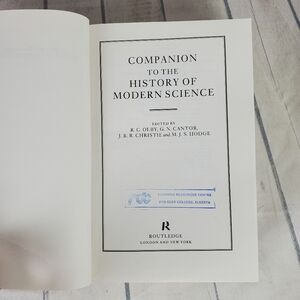 COMPANION
TO THE
HISTORY OF
MODERN SCIENCE
EDITED BY
R. C. OLBY, G. N. CANTOR,
J. R. R. CHRISTIE and M. J. S. HODGE
R
ROUTLEDGE
LONDON AND NEW YORK